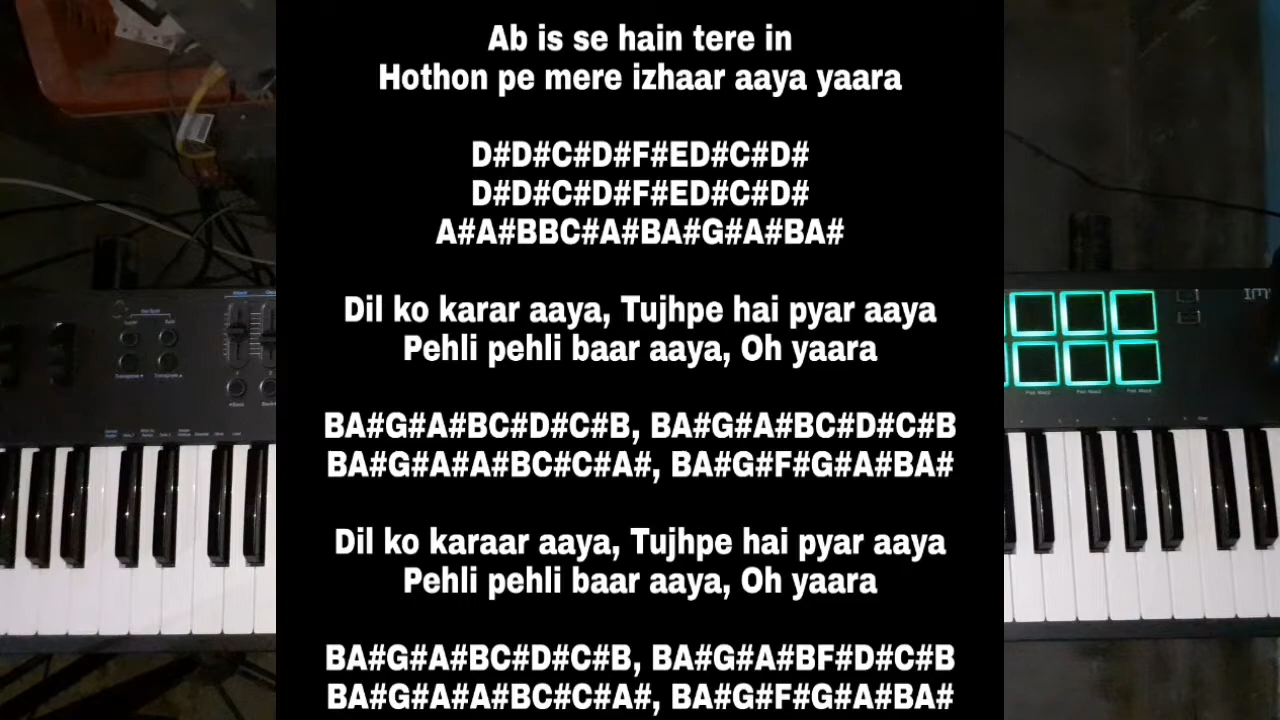 Ab is se hain tere in
Hothon pe mere izhaar aaya yaara
D#D#C#D#F#ED#C#D#
D#D#C#D#F#ED#C#D#
A#A#BBC#A#BA#G#A#BA#
Dil ko karar aaya, Tujhpe hai pyar aaya
Pehli pehli baar aaya, Oh yaara
BA#G#A#BC#D#C#B, BA#G#A#BC#D#C#B
BA#G#A#A#BC#C#A#, BA#G#F#G#A#BA#
Dil ko karaar aaya, Tujhpe hai pyar aaya
Pehli pehli baar aaya, Oh yaara
BA#G#A#BC#D#C#B, BA#G#A#BF#D#C#B
BA#G#A#A#BC#C#A#, BA#G#F#G#A#BA#